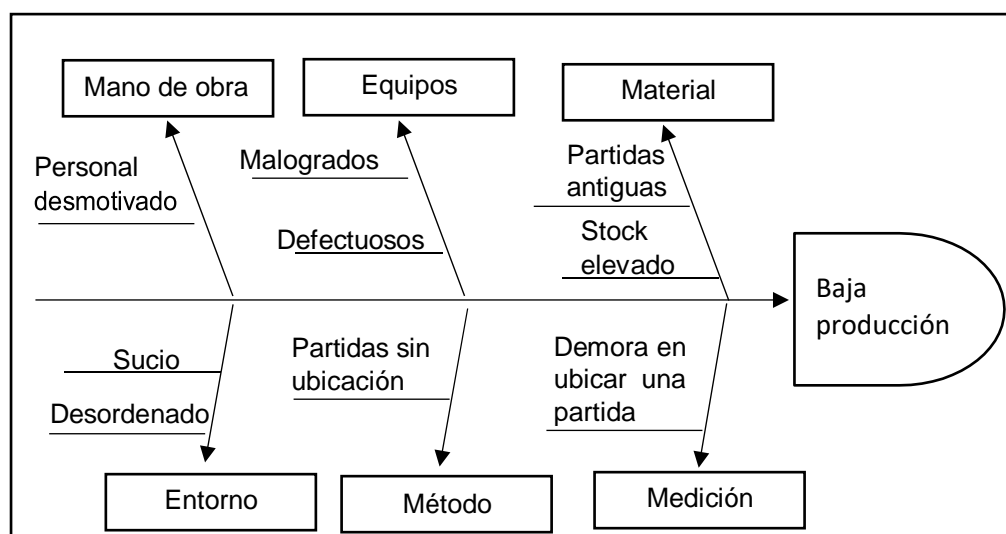 Mano de obra
Equipos
Material
Personal
desmotivado
Malogrados
Defectuosos
Partidas
antiguas
Stock
elevado
Baja
producción
Sucio
Desordenado
Partidas sin
ubicación
Demora en
ubicar una
partida
Entorno
Método
Medición